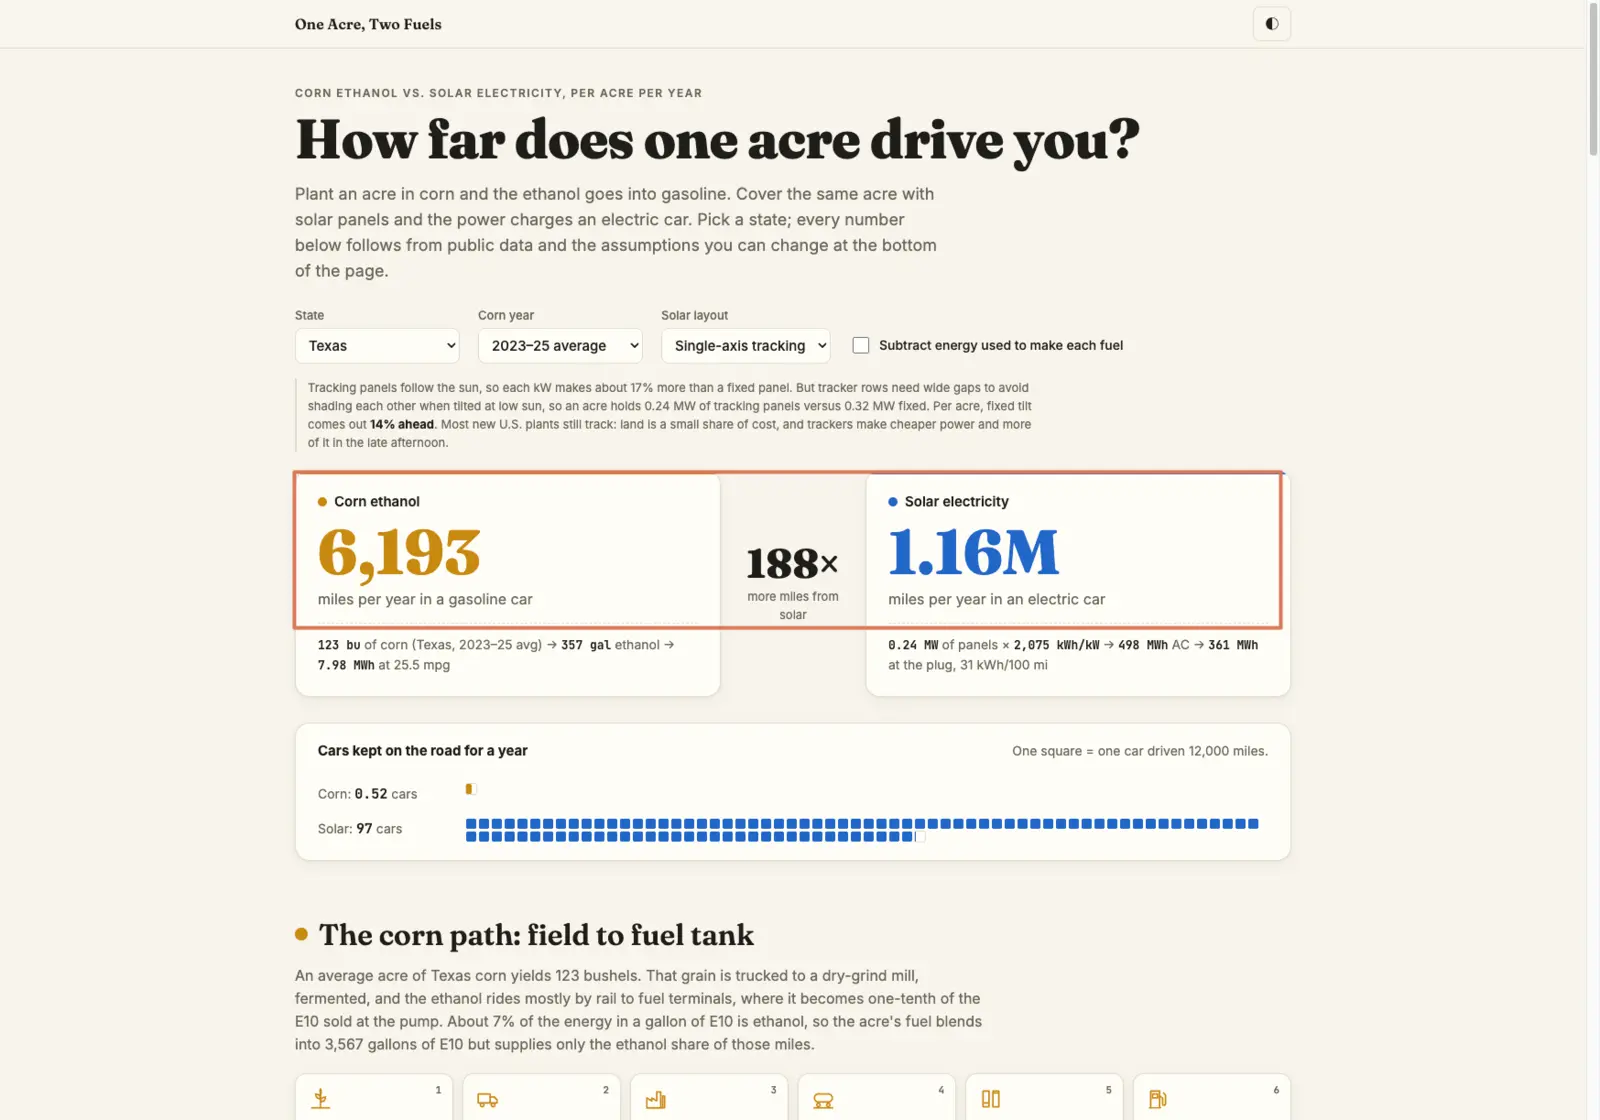 One Acre, Two Fuels
CORN ETHANOL VS. SOLAR ELECTRICITY, PER ACRE PER YEAR
How far does one acre drive you?
Plant an acre in corn and the ethanol goes into gasoline. Cover the same acre with
solar panels and the power charges an electric car. Pick a state; every number
below follows from public data and the assumptions you can change at the bottom
of the page.
State
Texas
Corn year
2023–25 average
Solar layout
Single-axis tracking
Subtract energy used to make each fuel
Tracking panels follow the sun, so each kW makes about 17% more than a fixed panel. But tracker rows need wide gaps to avoid
shading each other when tilted at low sun, so an acre holds 0.24 MW of tracking panels versus 0.32 MW fixed. Per acre, fixed tilt
comes out 14% ahead. Most new U.S. plants still track: land is a small share of cost, and trackers make cheaper power and more
of it in the late afternoon.
Corn ethanol
6,193
miles per year in a gasoline car
123 bu of corn (Texas, 2023–25 avg) → 357 gal ethanol →
7.98 MWh at 25.5 mpg
188×
more miles from
solar
Solar electricity
1.16M
miles per year in an electric car
0.24 MW of panels × 2,075 kWh/kW → 498 MWh AC → 361 MWh
at the plug, 31 kWh/100 mi
Cars kept on the road for a year
One square = one car driven 12,000 miles.
Corn: 0.52 cars
Solar: 97 cars
The corn path: field to fuel tank
An average acre of Texas corn yields 123 bushels. That grain is trucked to a dry-grind mill,
fermented, and the ethanol rides mostly by rail to fuel terminals, where it becomes one-tenth of the
E10 sold at the pump. About 7% of the energy in a gallon of E10 is ethanol, so the acre's fuel blends
into 3,567 gallons of E10 but supplies only the ethanol share of those miles.
1
2
3
4
5
6